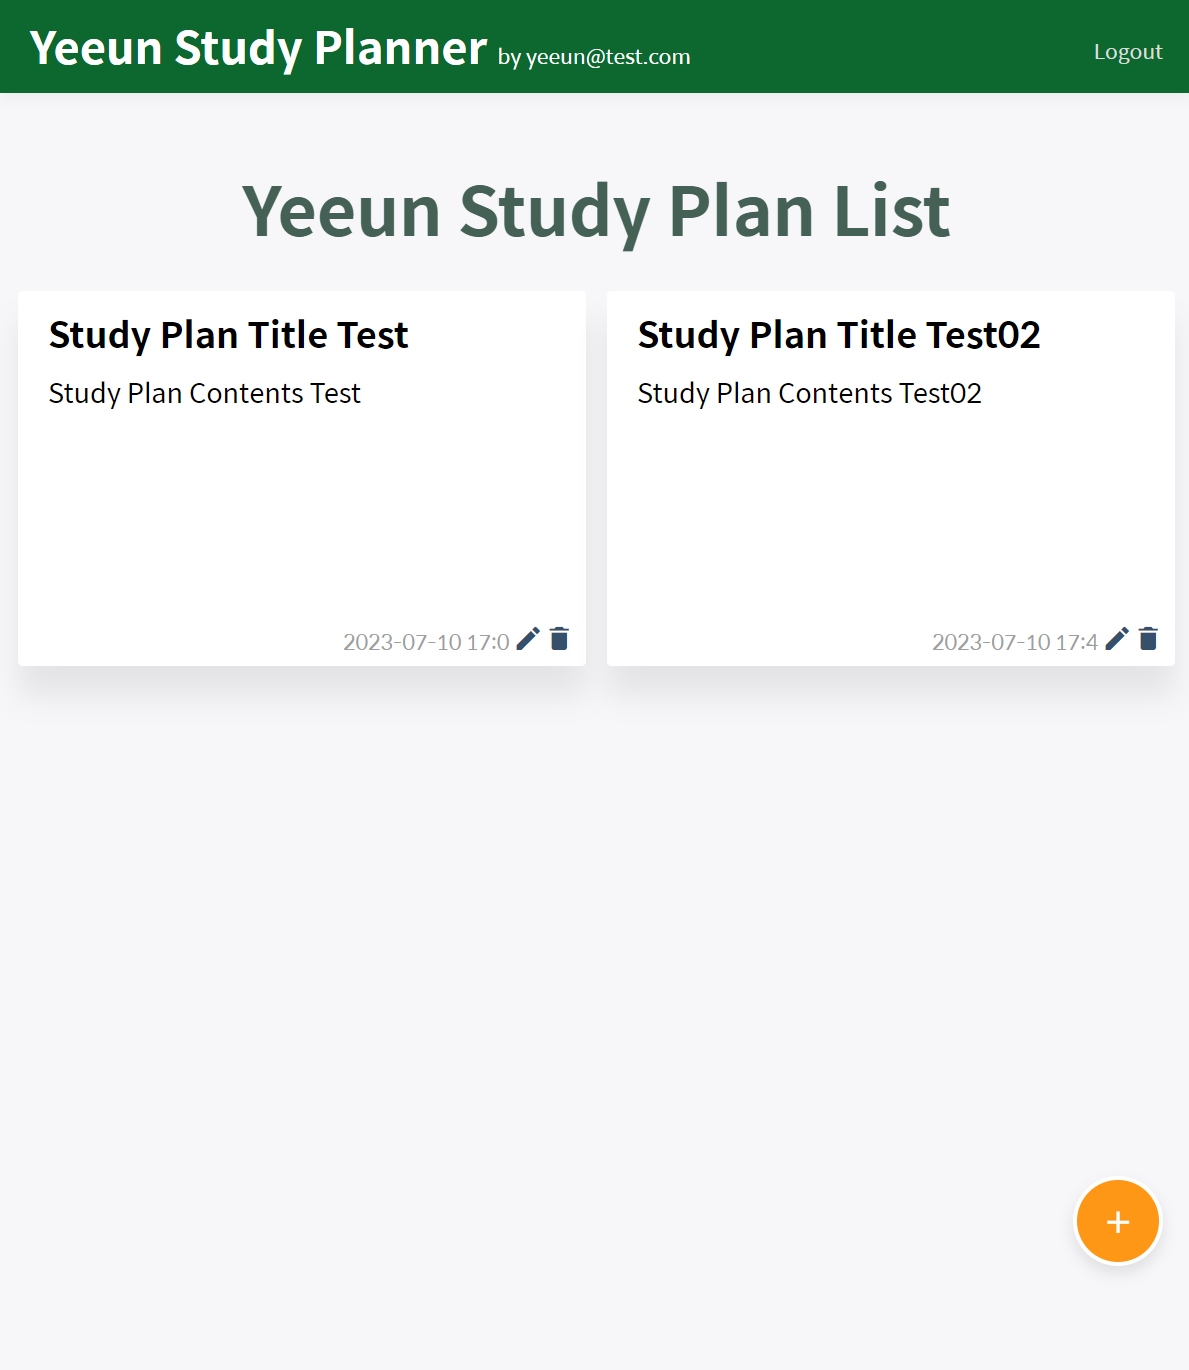 Yeeun Study Planner by yeeun@test.com
Logout
Yeeun Study Plan List
Study Plan Title Test
Study Plan Contents Test
2023-07-10 17:0
Study Plan Title Test02
Study Plan Contents Test02
2023-07-10 17:4
+